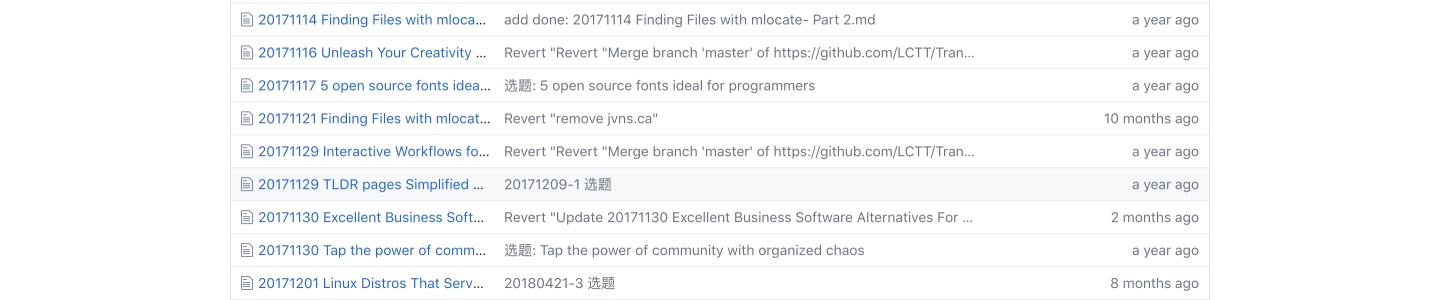 20171114 Finding Files with mloca... add done: 20171114 Finding Files with mlocate- Part 2.md a year ago
20171116 Unleash Your Creativity ... Revert "Revert "Merge branch 'master' of https://github.com/LCTT/Tran... a year ago
20171117 5 open source fonts idea... 选题: 5 open source fonts ideal for programmers a year ago
20171121 Finding Files with mlocat... Revert "remove jvns.ca" 10 months ago
20171129 Interactive Workflows fo... Revert "Revert "Merge branch 'master' of https://github.com/LCTT/Tran... a year ago
20171129 TLDR pages Simplified ... 20171209-1 选题 a year ago
20171130 Excellent Business Soft... Revert "Update 20171130 Excellent Business Software Alternatives For ... 2 months ago
20171130 Tap the power of comm... 选题: Tap the power of community with organized chaos a year ago
20171201 Linux Distros That Serv... 20180421-3 选题 8 months ago